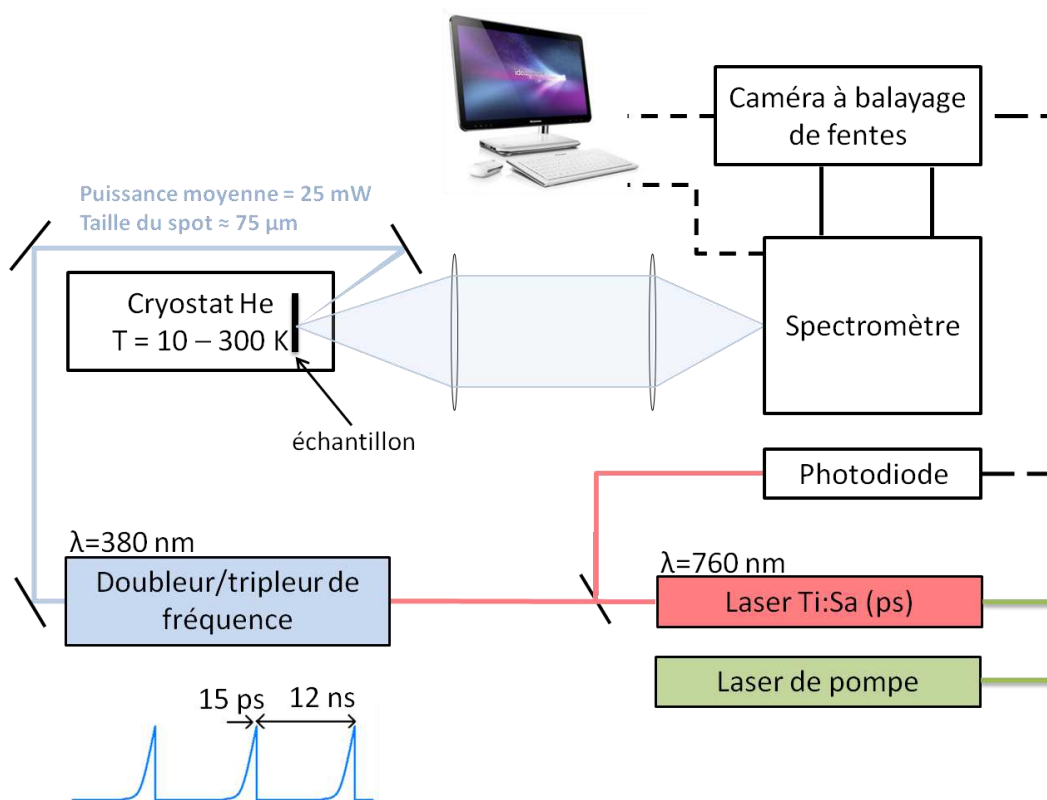 Caméra à balayage
de fentes
Puissance moyenne = 25 mW
Taille du spot ≈ 75 µm
Cryostat He
T = 10 – 300 K
Spectromètre
échantillon
Photodiode
λ=380 nm
Doubleur/tripleur de
fréquence
λ=760 nm
Laser Ti:Sa (ps)
Laser de pompe
15 ps
12 ns